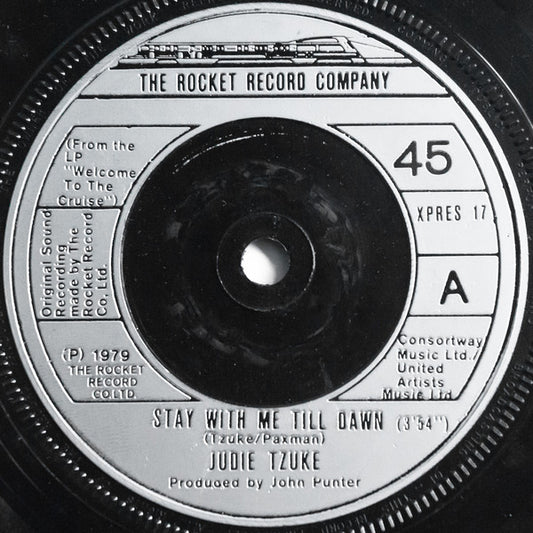 THE ROCKET RECORD COMPANY
(From the
LP
"Welcome
To The
Cruise")
45
XPRES 17
Original Sound
Recording
made by The
Rocket Record
Co. Ltd.
A
(P) 1979
THE ROCKET
RECORD
CO.LTD.
Consortway
Music Ltd./
United
Artists
Music Ltd.
STAY WITH ME TILL DAWN (3'54")
(Tzuke/Paxman)
JUDIE TZUKE
Produced by John Punter